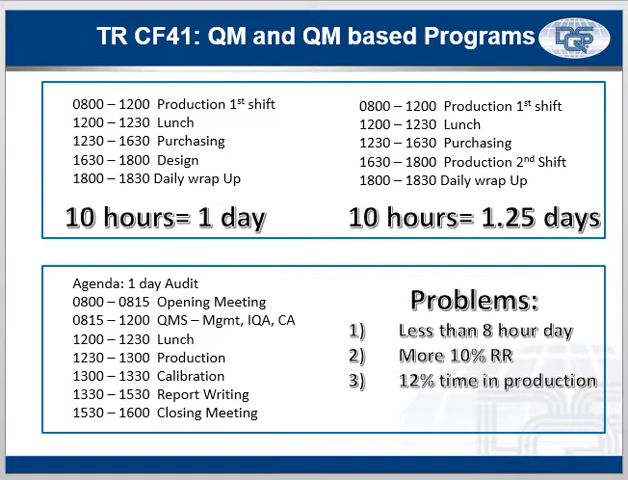 TR CF41: QM and QM based Programs
DQS
0800 – 1200 Production 1st shift
1200 – 1230 Lunch
1230 – 1630 Purchasing
1630 – 1800 Design
1800 – 1830 Daily wrap Up
10 hours= 1 day
0800 – 1200 Production 1st shift
1200 – 1230 Lunch
1230 – 1630 Purchasing
1630 – 1800 Production 2nd Shift
1800 – 1830 Daily wrap Up
10 hours= 1.25 days
Agenda: 1 day Audit
0800 – 0815 Opening Meeting
0815 – 1200 QMS – Mgmt, IQA, CA
1200 – 1230 Lunch
1230 – 1300 Production
1300 – 1330 Calibration
1330 – 1530 Report Writing
1530 – 1600 Closing Meeting
Problems:
1) Less than 8 hour day
2) More 10% RR
3) 12% time in production